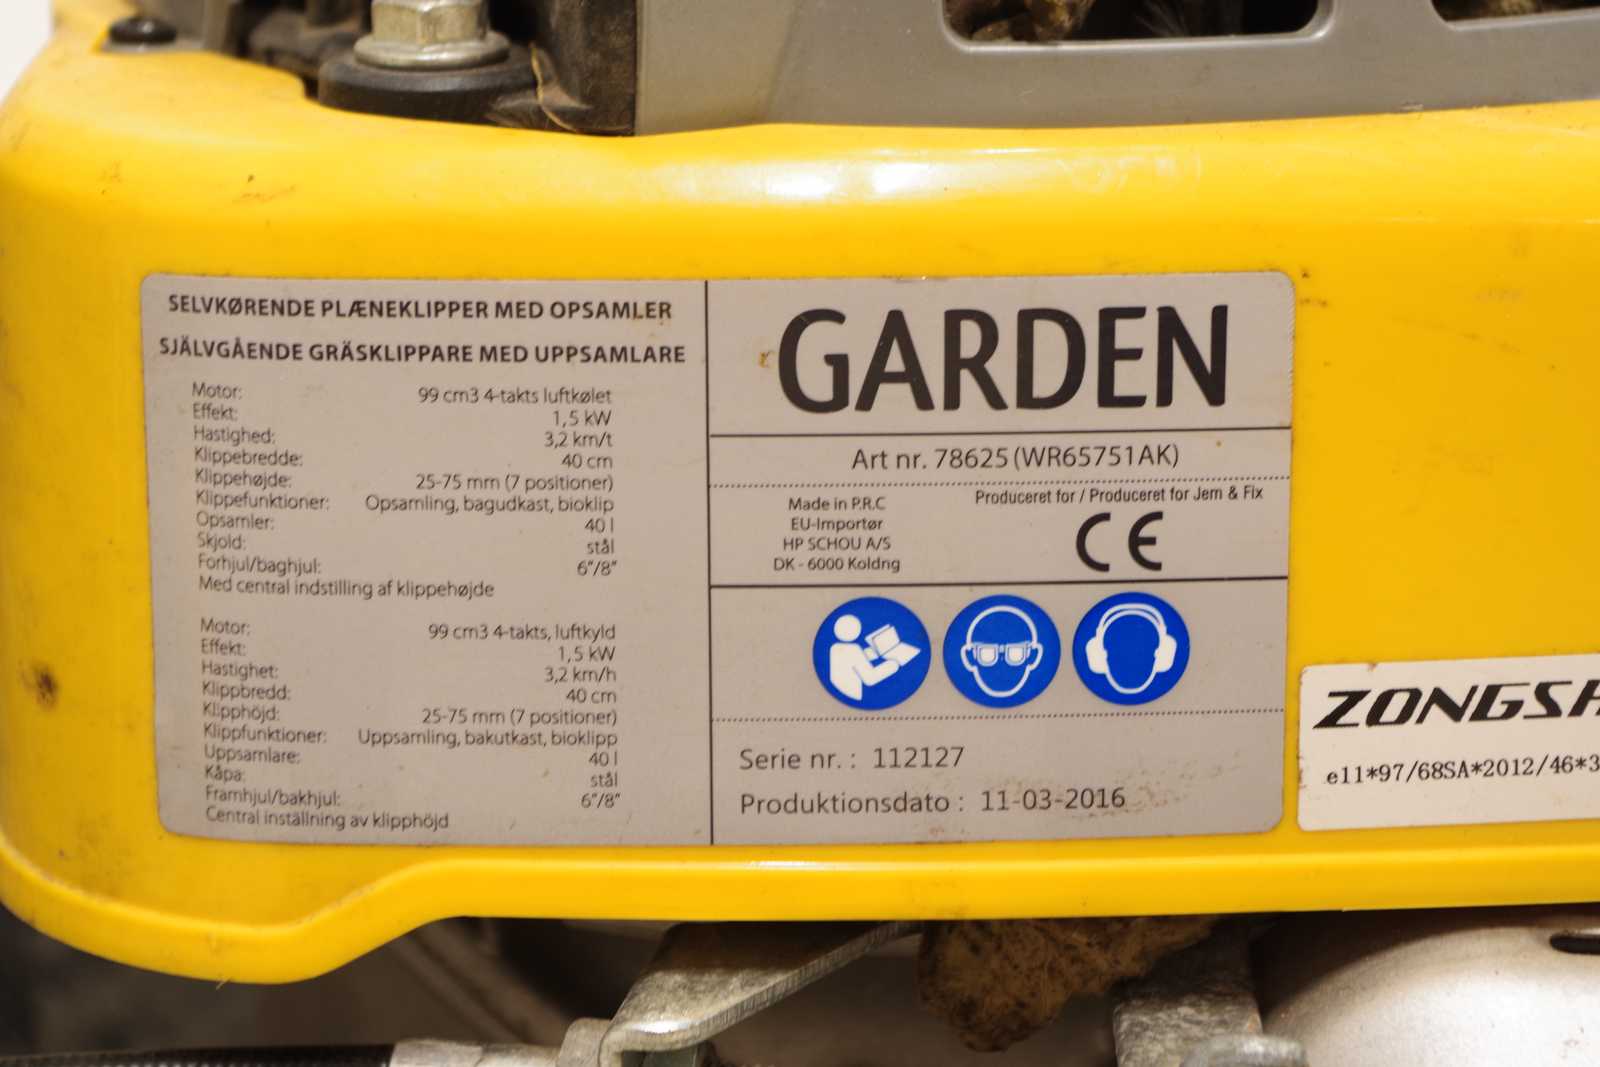 SELVKØRENDE PLÆNEKLIPPER MED OPSAMLER
SJÄLVGÅENDE GRÄSKLIPPARE MED UPPSAMLARE
Motor: 99 cm3 4-takts luftkølet
Effekt: 1,5 kW
Hastighed: 3,2 km/t
Klippebredde: 40 cm
Klippehøjde: 25-75 mm (7 positioner)
Klippefunktioner: Opsamling, bagudkast, bioklip
Opsamler: 40 l
Skjold: stål
Forhjul/baghjul: 6"/8"
Med central indstilling af klippehøjde
Motor: 99 cm3 4-takts, luftkyld
Effekt: 1,5 kW
Hastighet: 3,2 km/h
Klippbredd: 40 cm
Klipphöjd: 25-75 mm (7 positioner)
Klippfunktioner: Uppsamling, bakutkast, bioklipp
Uppsamlare: 40 l
Kåpa: stål
Framhjul/bakhjul: 6"/8"
Central inställning av klipphöjd
GARDEN
Art nr. 78625 (WR65751AK)
Made in P.R.C
EU-Importør
HP SCHOU A/S
DK - 6000 Koldng
Produceret for / Produceret for Jem & Fix
CE
Serie nr. : 112127
Produktionsdato : 11-03-2016
ZONGSH
e11*97/68SA*2012/46*3